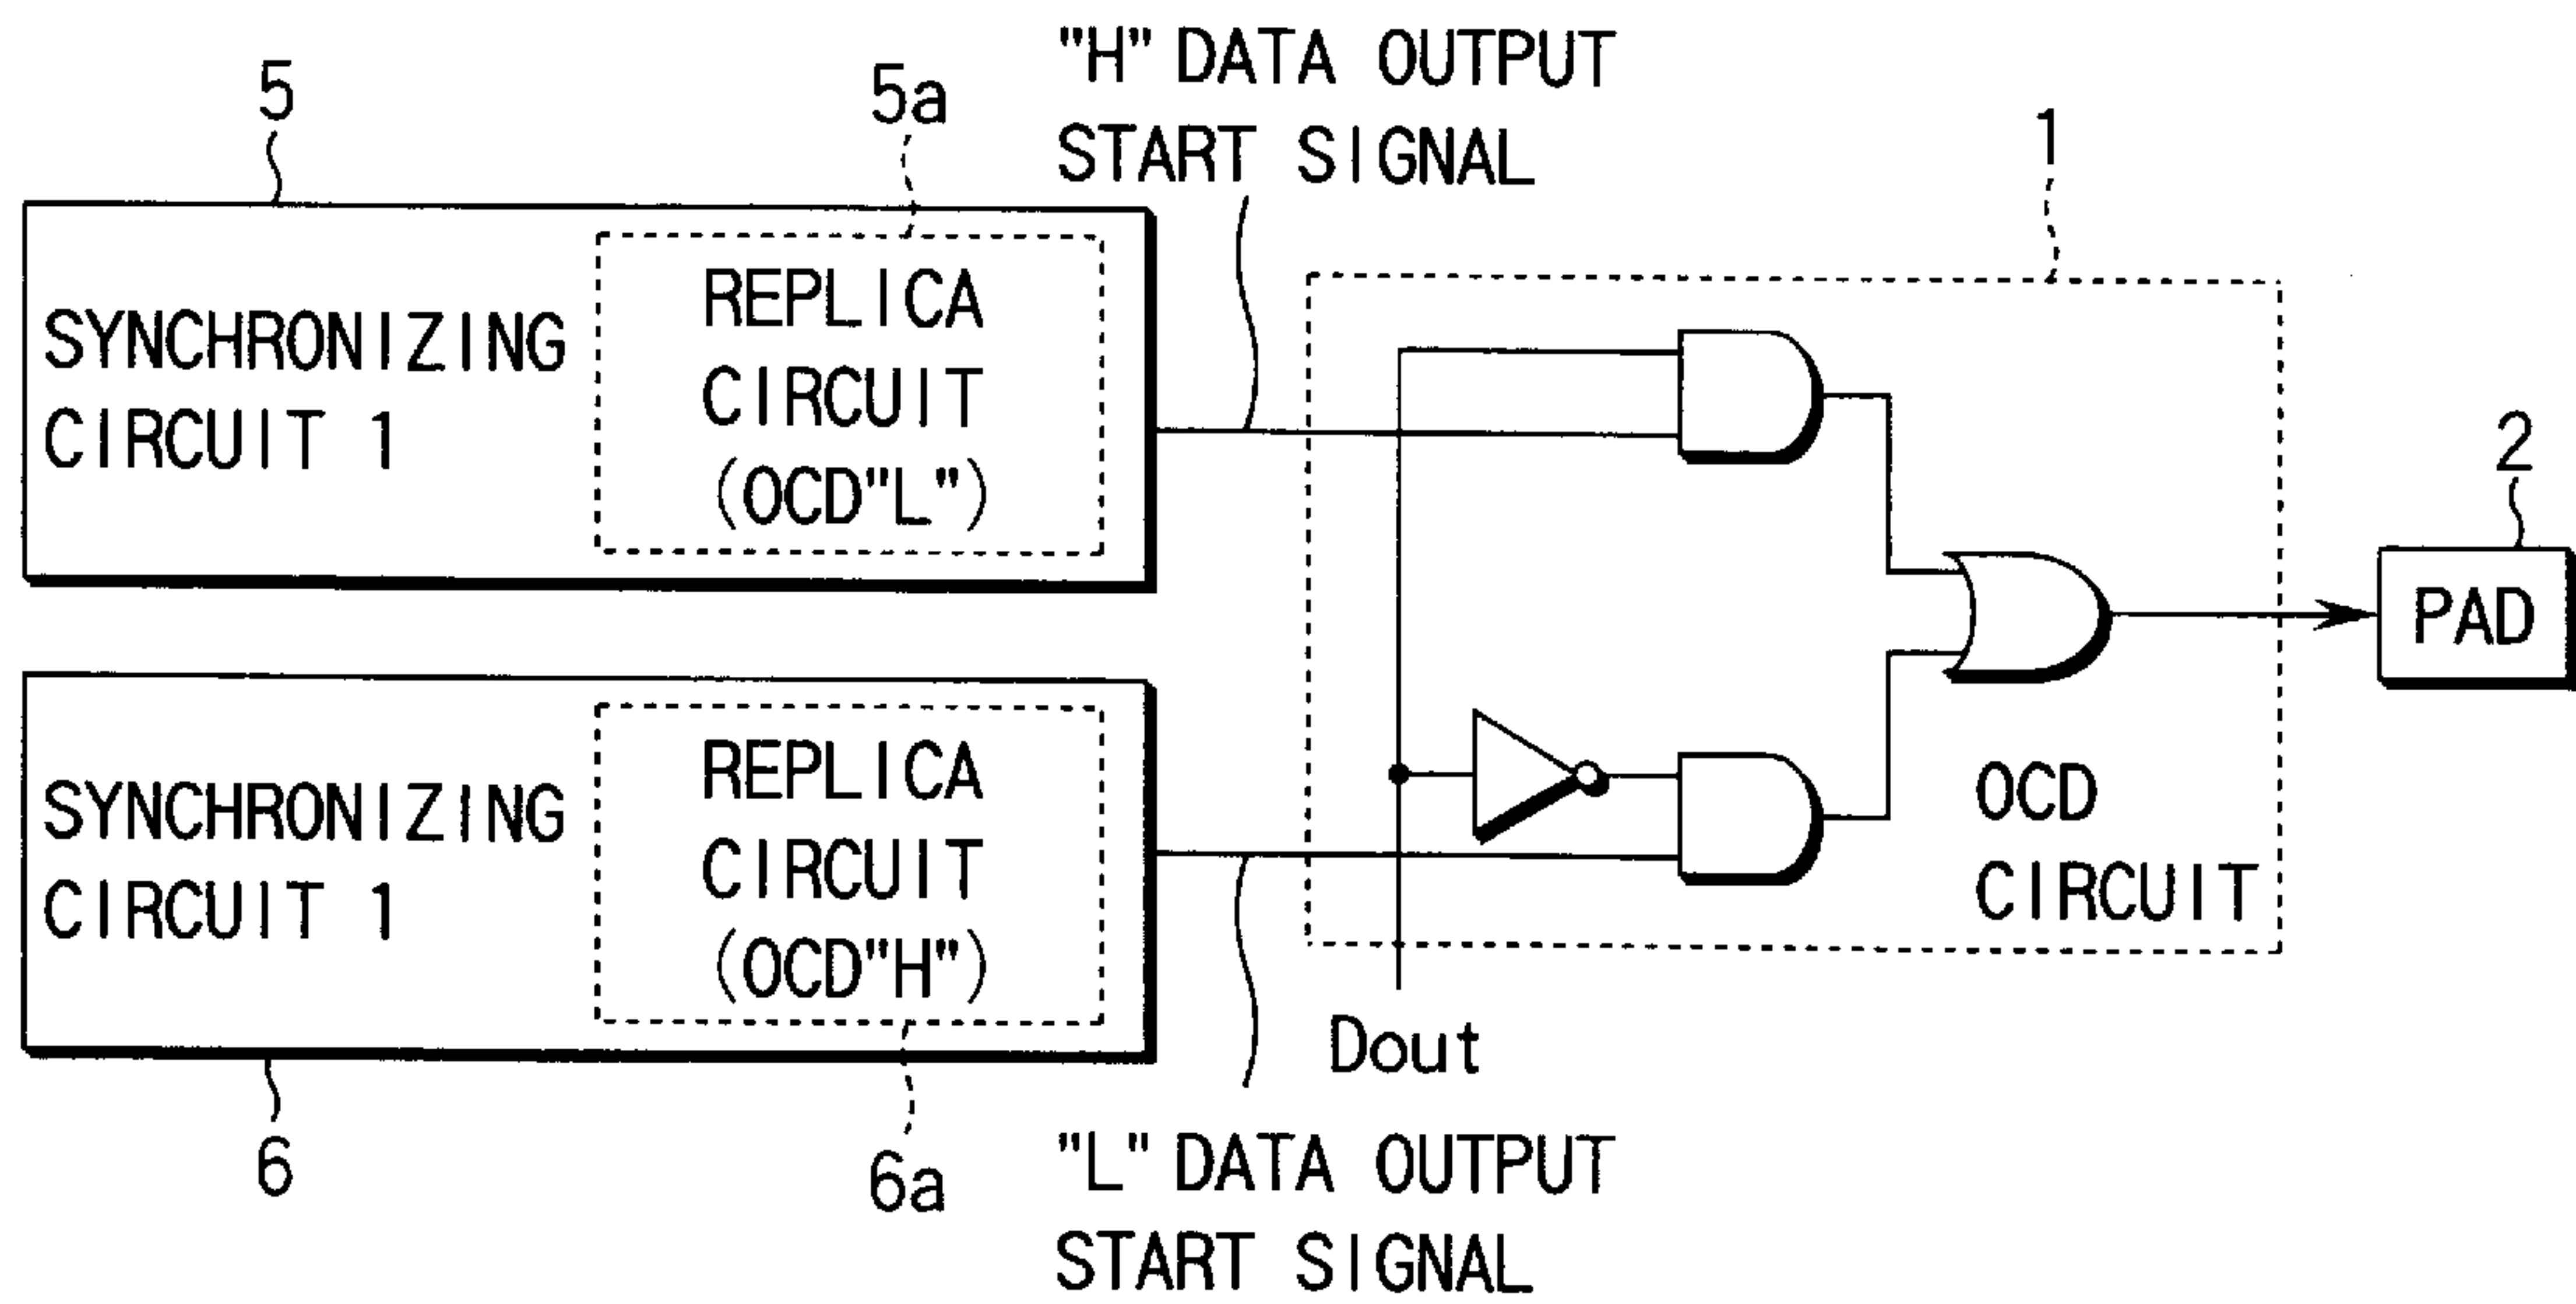 "H" DATA OUTPUT
START SIGNAL
5
5a
1
SYNCHRONIZING
CIRCUIT 1
REPLICA
CIRCUIT
(OCD"L")
2
PAD
SYNCHRONIZING
CIRCUIT 1
REPLICA
CIRCUIT
(OCD"H")
OCD
CIRCUIT
Dout
6
6a
"L" DATA OUTPUT
START SIGNAL